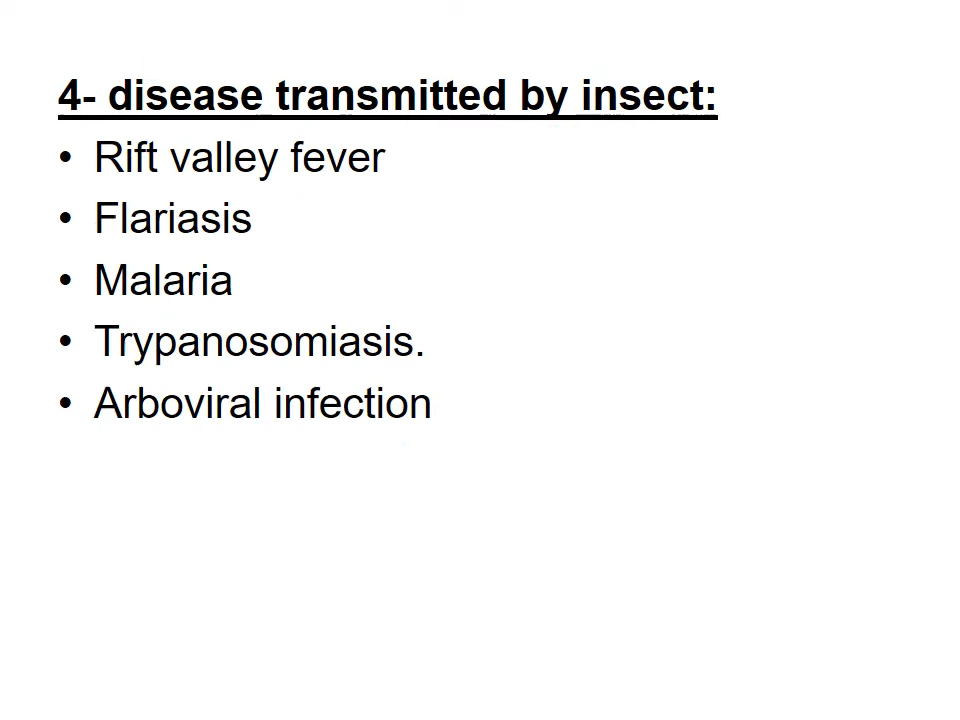 4- disease transmitted by insect:
• Rift valley fever
• Flariasis
• Malaria
• Trypanosomiasis.
• Arboviral infection